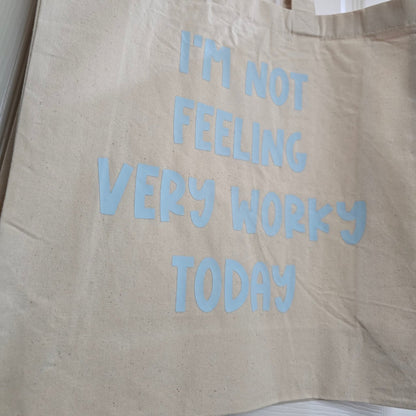 I'M NOT
FEELING
VERY WORKY
TODAY